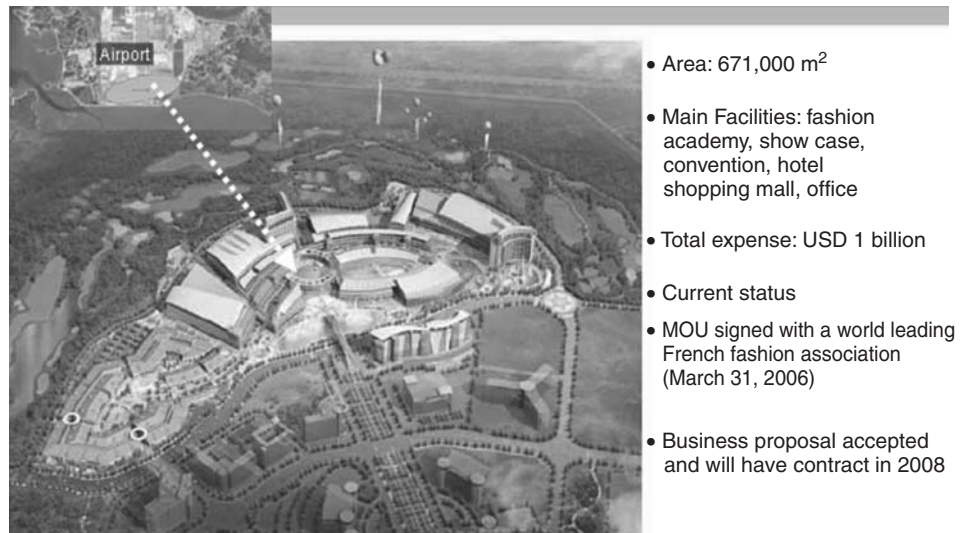 Airport
• Area: 671,000 m²
• Main Facilities: fashion
academy, show case,
convention, hotel
shopping mall, office
• Total expense: USD 1 billion
• Current status
• MOU signed with a world leading
French fashion association
(March 31, 2006)
• Business proposal accepted
and will have contract in 2008